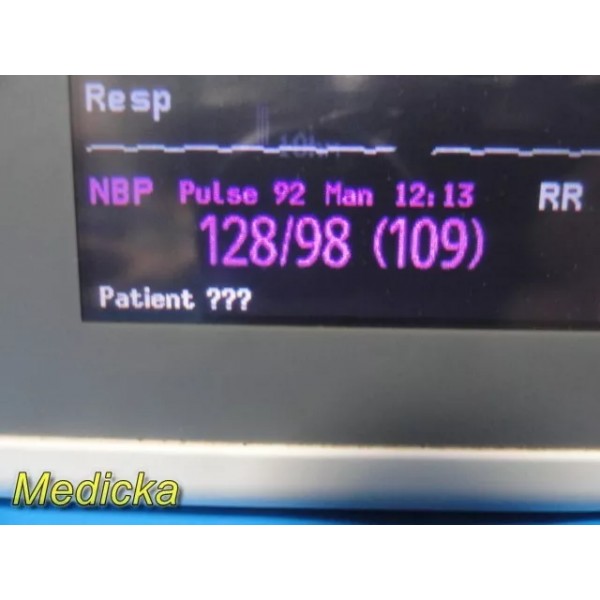 Resp
NBP Pulse 92 Man 12:13 RR
128/98 (109)
Patient ???
Medicka